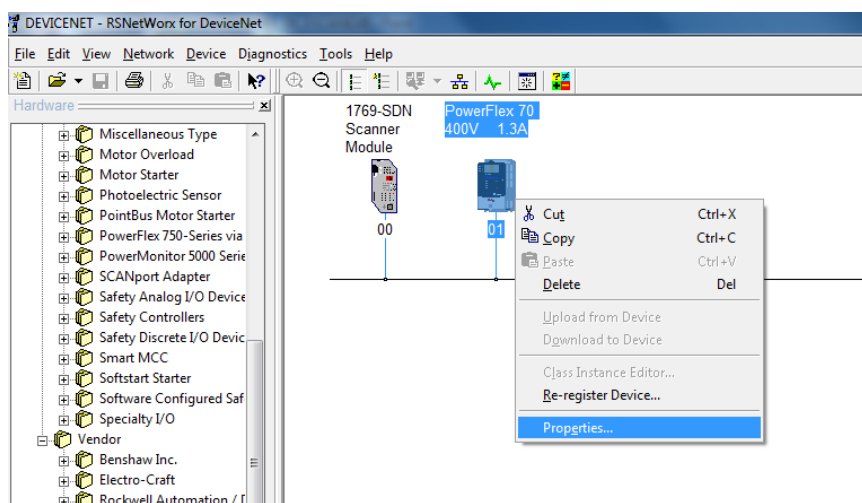 DEVICENET - RSNetWorx for DeviceNet
File Edit View Network Device Diagnostics Tools Help
Hardware
Miscellaneous Type
Motor Overload
Motor Starter
Photoelectric Sensor
PointBus Motor Starter
PowerFlex 750-Series via
PowerMonitor 5000 Serie
SCANport Adapter
Safety Analog I/O Device
Safety Controllers
Safety Discrete I/O Devic
Smart MCC
Softstart Starter
Software Configured Saf
Specialty I/O
Vendor
Benshaw Inc.
Electro-Craft
Rockwell Automation / [
1769-SDN
Scanner
Module
00
PowerFlex 70
400V 1.3A
01
Cut Ctrl+X
Copy Ctrl+C
Paste Ctrl+V
Delete Del
Upload from Device
Download to Device
Class Instance Editor...
Re-register Device...
Properties...